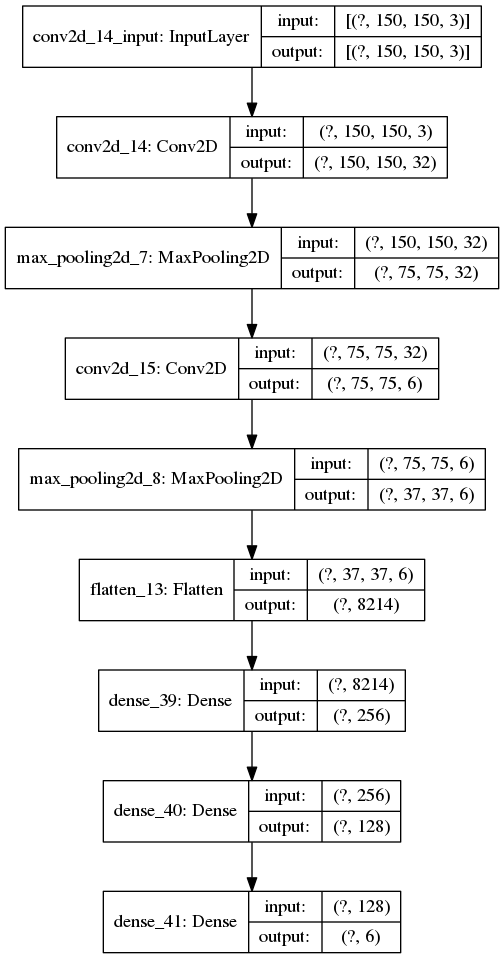 conv2d_14_input: InputLayer
input: [(?, 150, 150, 3)]
output: [(?, 150, 150, 3)]
conv2d_14: Conv2D
input: (?, 150, 150, 3)
output: (?, 150, 150, 32)
max_pooling2d_7: MaxPooling2D
input: (?, 150, 150, 32)
output: (?, 75, 75, 32)
conv2d_15: Conv2D
input: (?, 75, 75, 32)
output: (?, 75, 75, 6)
max_pooling2d_8: MaxPooling2D
input: (?, 75, 75, 6)
output: (?, 37, 37, 6)
flatten_13: Flatten
input: (?, 37, 37, 6)
output: (?, 8214)
dense_39: Dense
input: (?, 8214)
output: (?, 256)
dense_40: Dense
input: (?, 256)
output: (?, 128)
dense_41: Dense
input: (?, 128)
output: (?, 6)